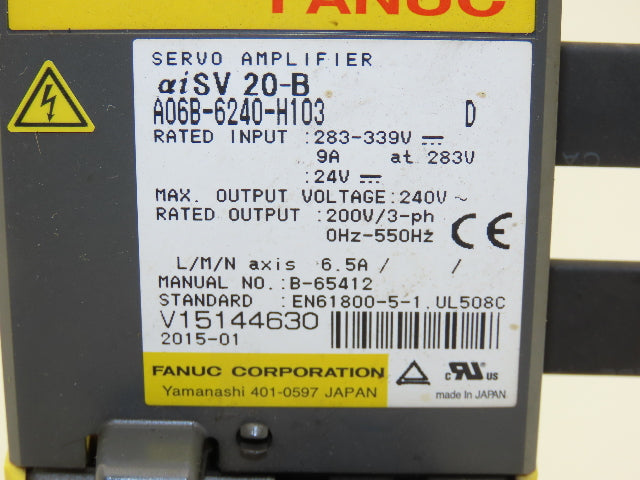 FANUC
SERVO AMPLIFIER
αiSV 20-B
A06B-6240-H103 D
RATED INPUT :283-339V ⎓
9A at 283V
:24V ⎓
MAX. OUTPUT VOLTAGE:240V ~
RATED OUTPUT :200V/3-ph
0Hz-550Hz CE
L/M/N axis 6.5A / /
MANUAL NO.:B-65412
STANDARD :EN61800-5-1,UL508C
V15144630
2015-01
FANUC CORPORATION
Yamanashi 401-0597 JAPAN
c RU us
made In JAPAN